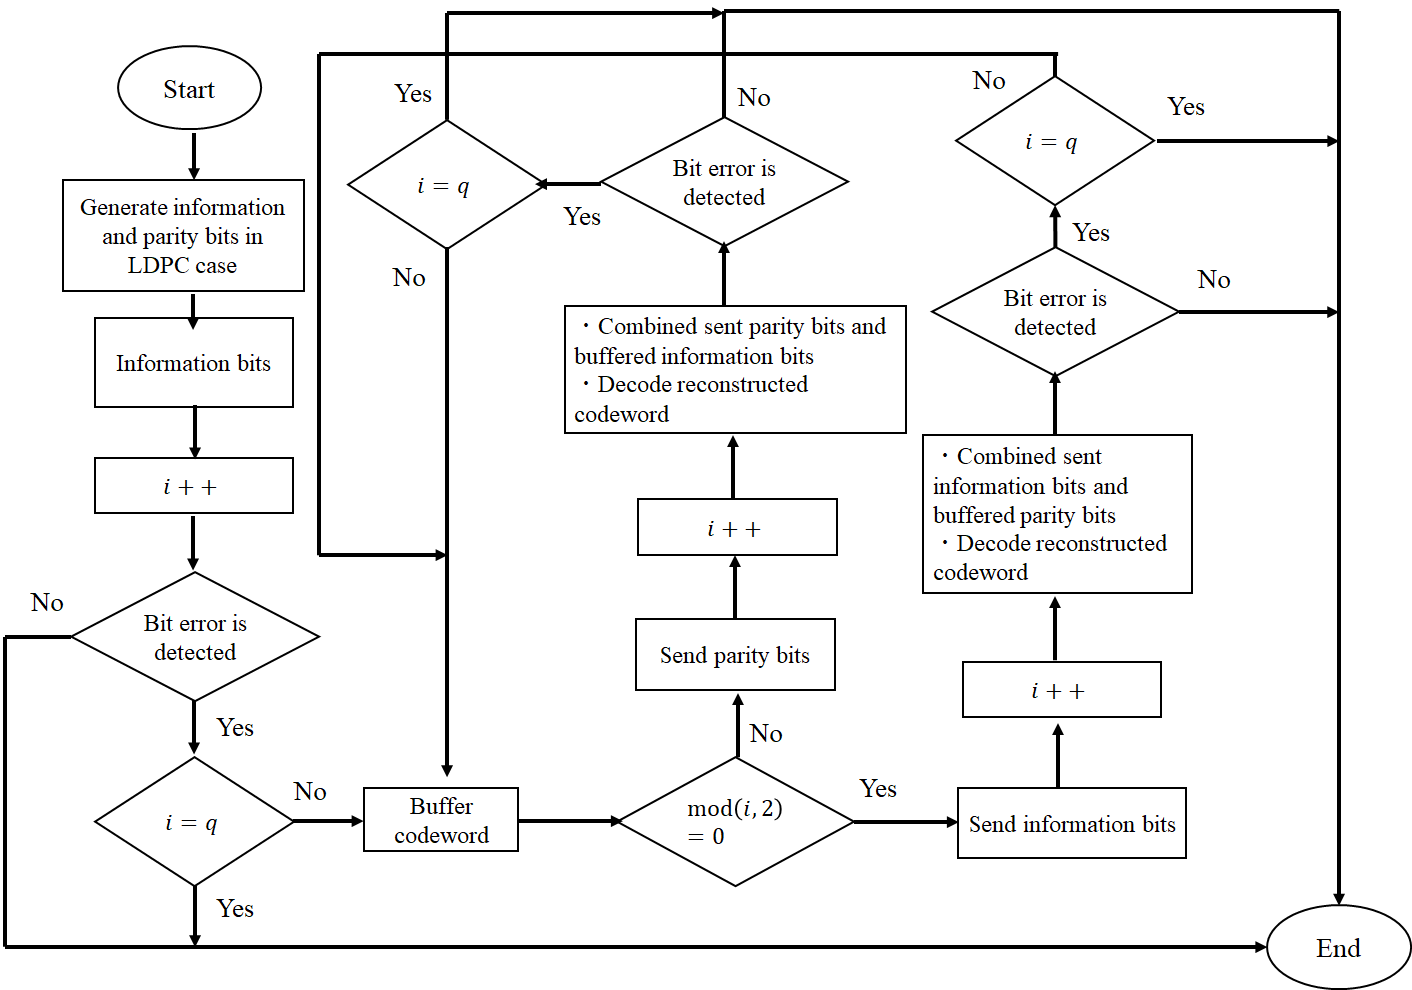 Start
Generate information
and parity bits in
LDPC case
Information bits
i + +
Bit error is
detected
No
Yes
i = q
No
Yes
Buffer
codeword
Yes
i = q
No
Yes
Bit error is
detected
No
・Combined sent parity bits and
buffered information bits
・Decode reconstructed
codeword
i + +
Send parity bits
No
mod(i, 2)
= 0
Yes
Send information bits
i + +
・Combined sent
information bits and
buffered parity bits
・Decode reconstructed
codeword
Bit error is
detected
Yes
No
i = q
No
Yes
End